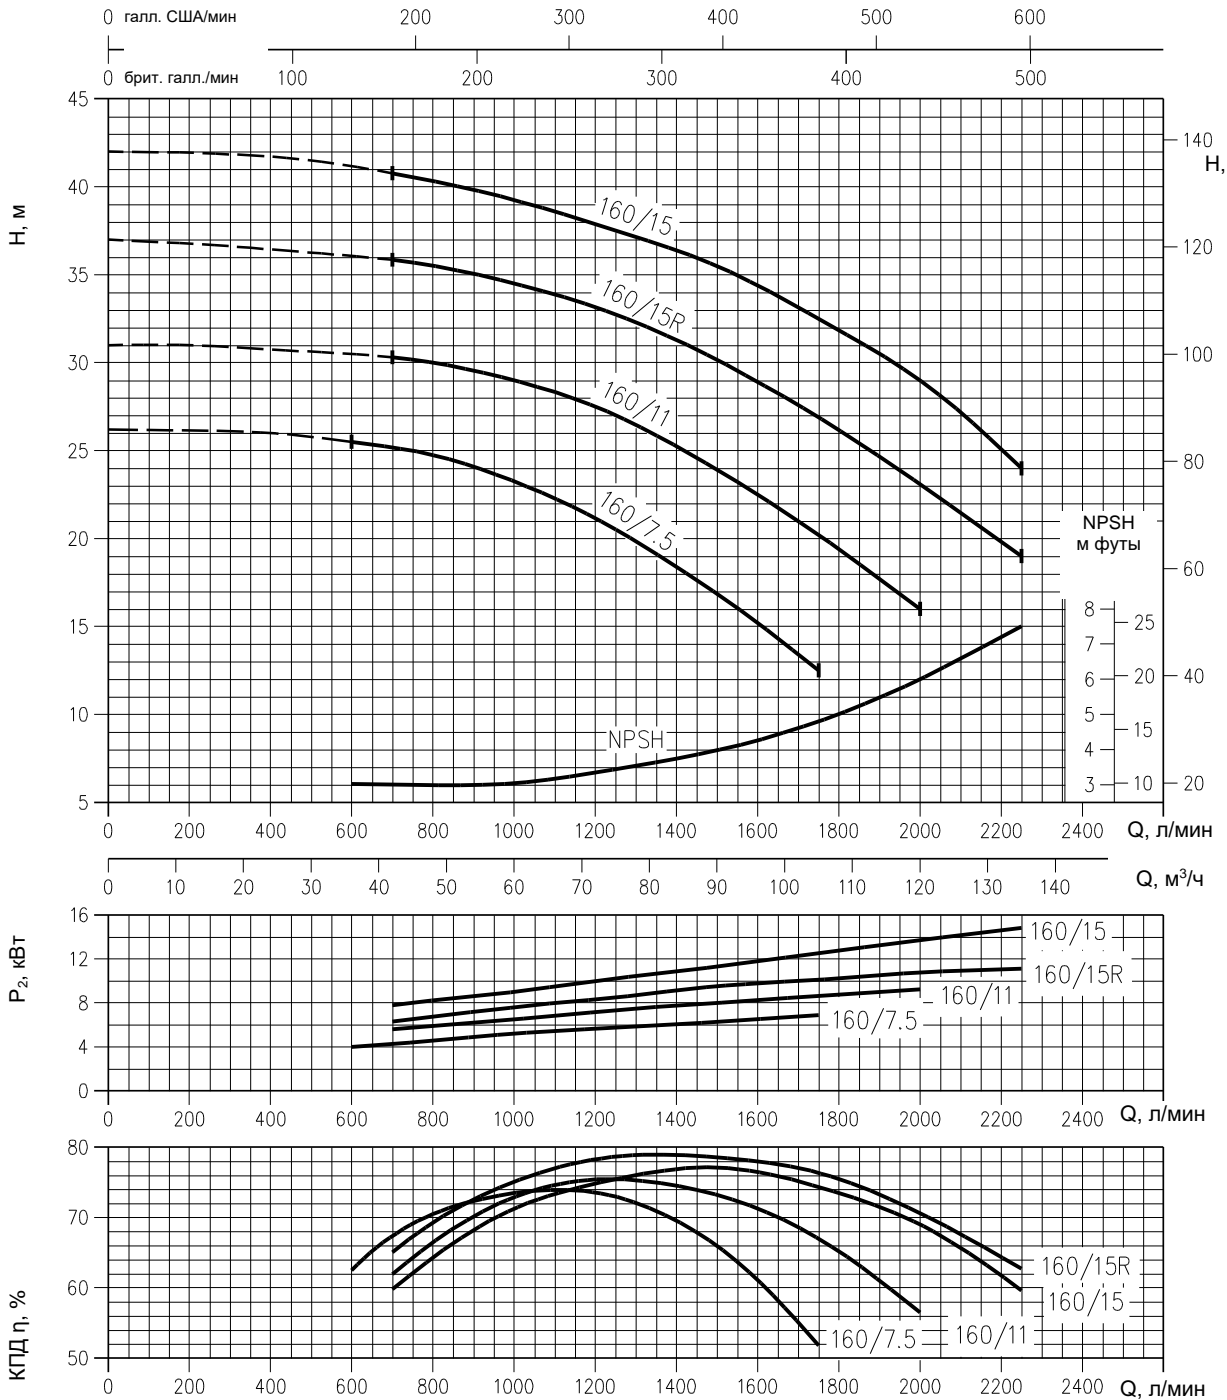 0 галл. США/мин 200 300 400 500 600
0 брит. галл./мин 100 200 300 400 500
45 40 35 30 25 20 15 10 5
H, м
140 120 100 80 60 40 20
H,
160/15
160/15R
160/11
160/7.5
NPSH
NPSH
м футы
8 7 6 5 4 3
25 20 15 10
0 200 400 600 800 1000 1200 1400 1600 1800 2000 2200 2400 Q, л/мин
0 10 20 30 40 50 60 70 80 90 100 110 120 130 140 Q, м³/ч
16 12 8 4 0
P₂, кВт
160/15
160/15R
160/11
160/7.5
0 200 400 600 800 1000 1200 1400 1600 1800 2000 2200 2400 Q, л/мин
80 70 60 50
КПД η, %
160/15R
160/15
160/11
160/7.5
0 200 400 600 800 1000 1200 1400 1600 1800 2000 2200 2400 Q, л/мин